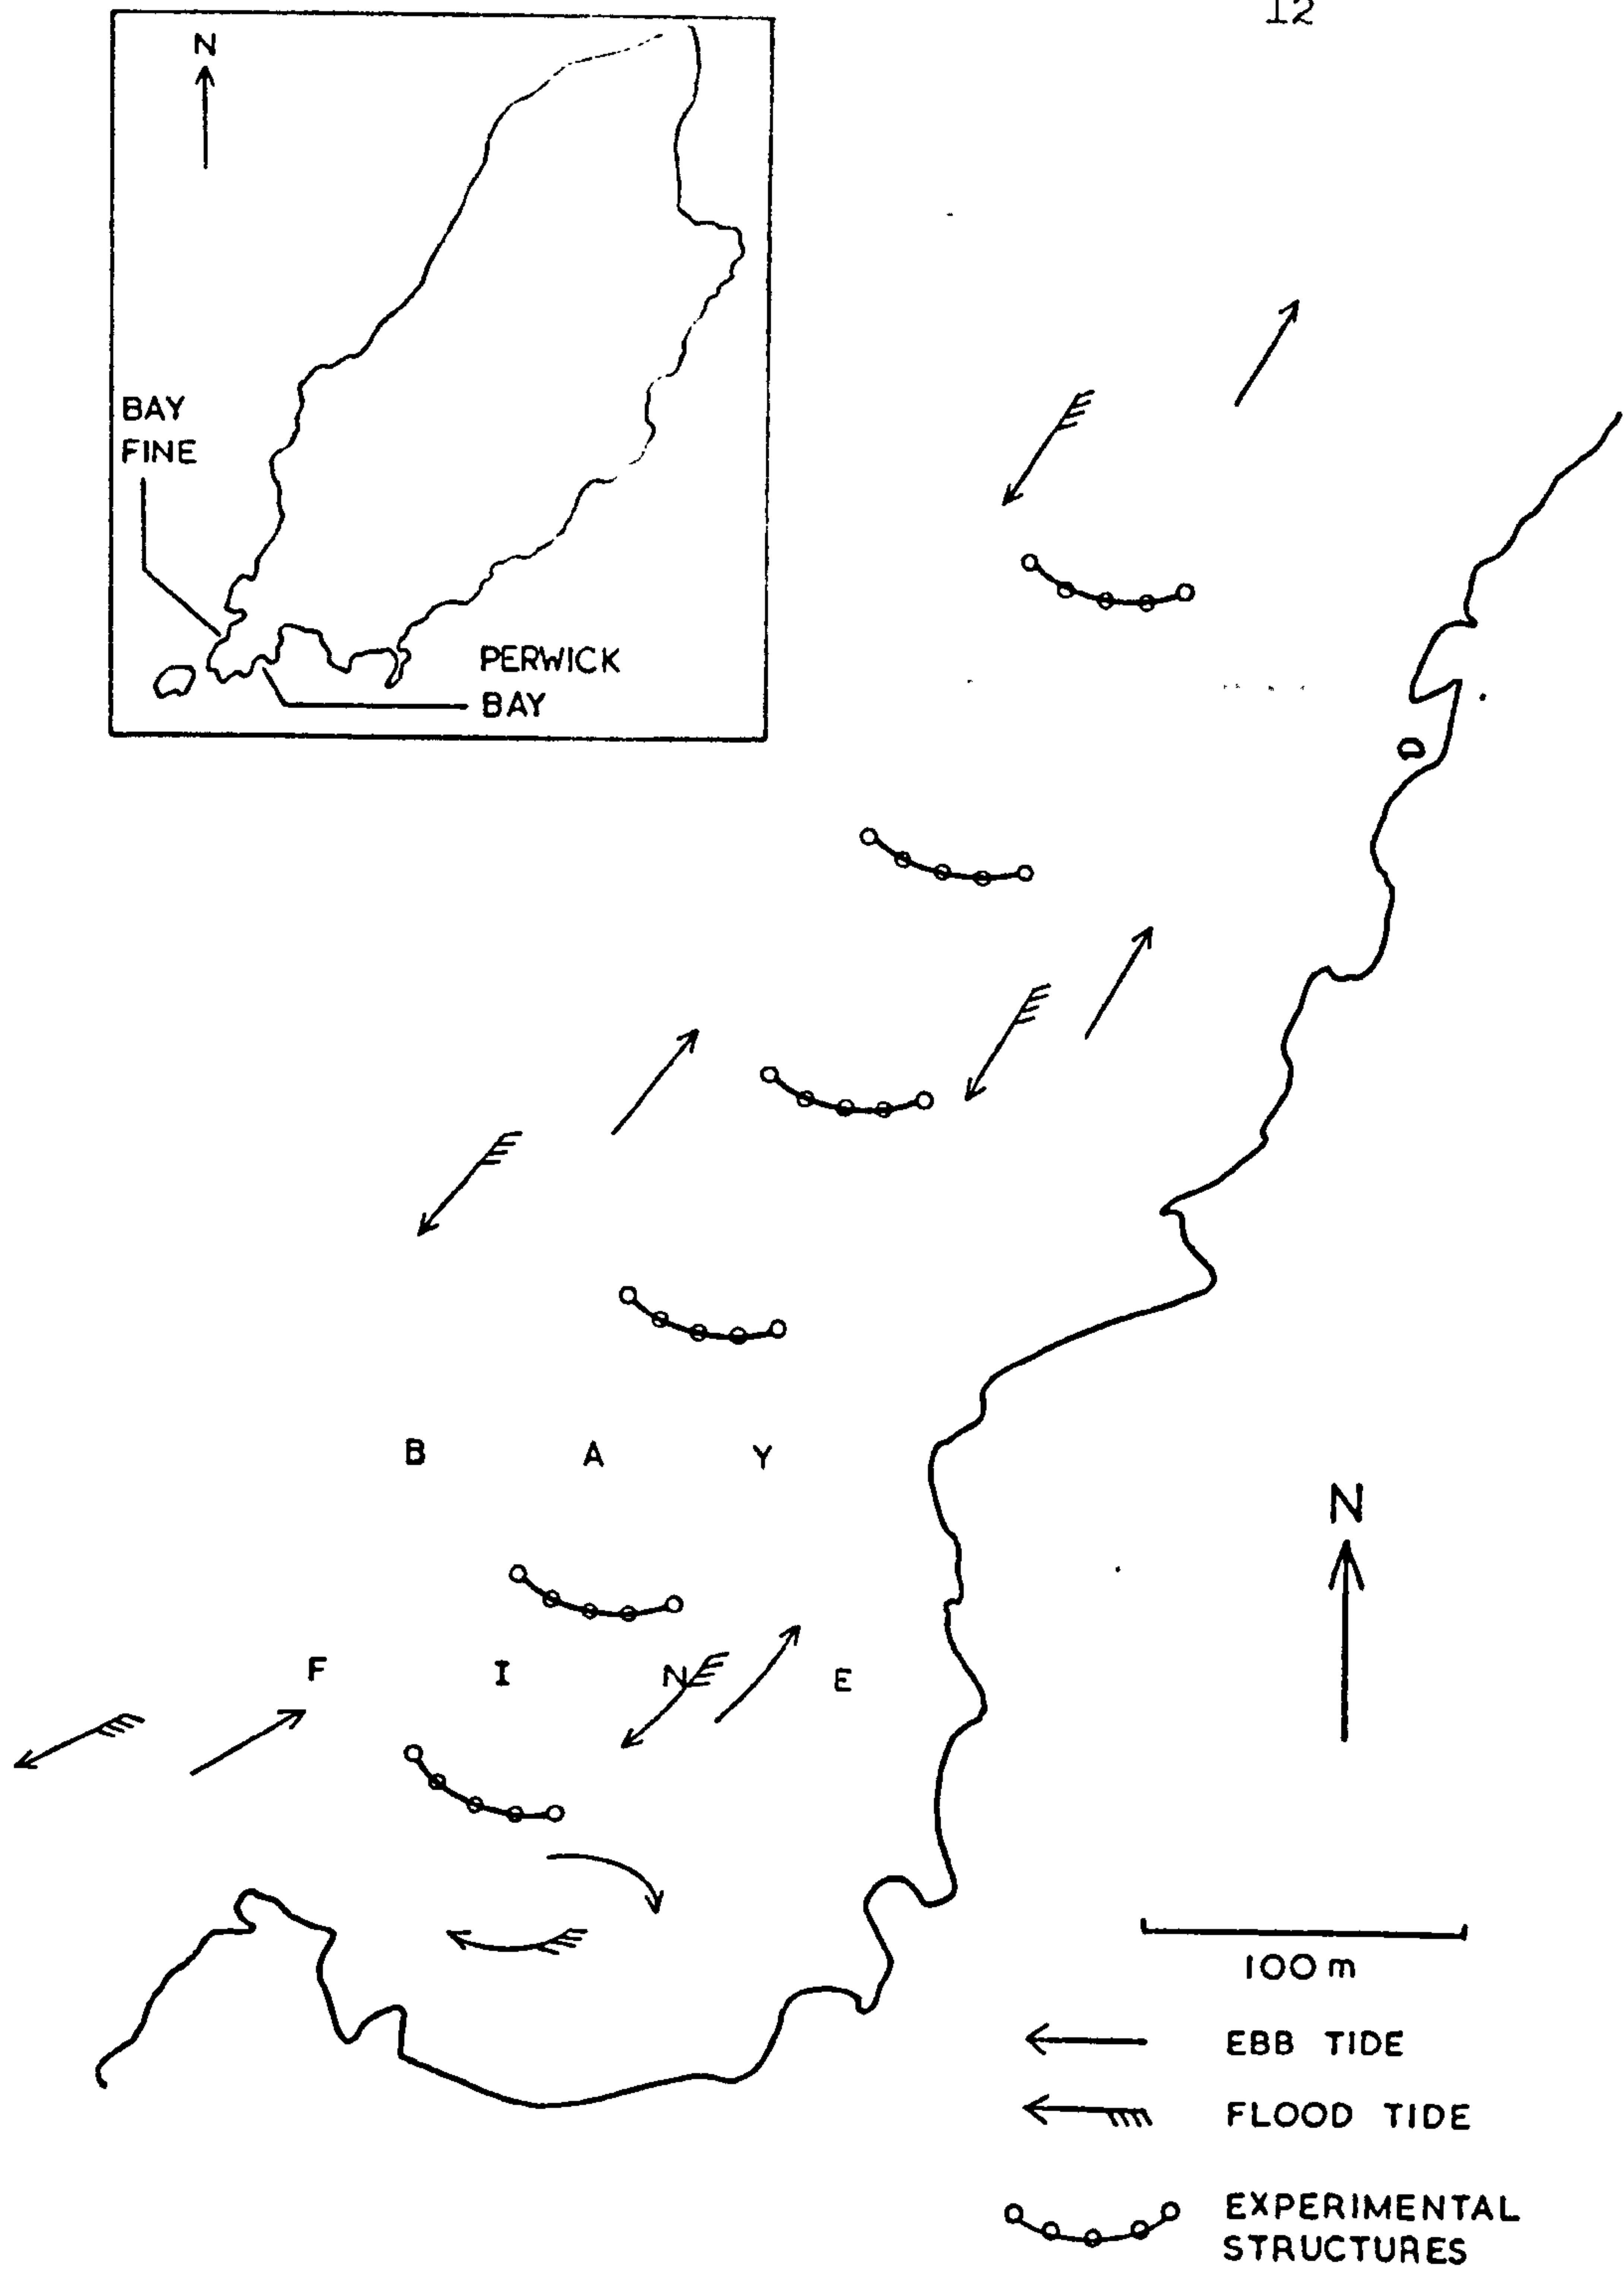 12
N
BAY
FINE
PERWICK
BAY
B A Y
F I N E
N
100 m
EBB TIDE
FLOOD TIDE
EXPERIMENTAL
STRUCTURES